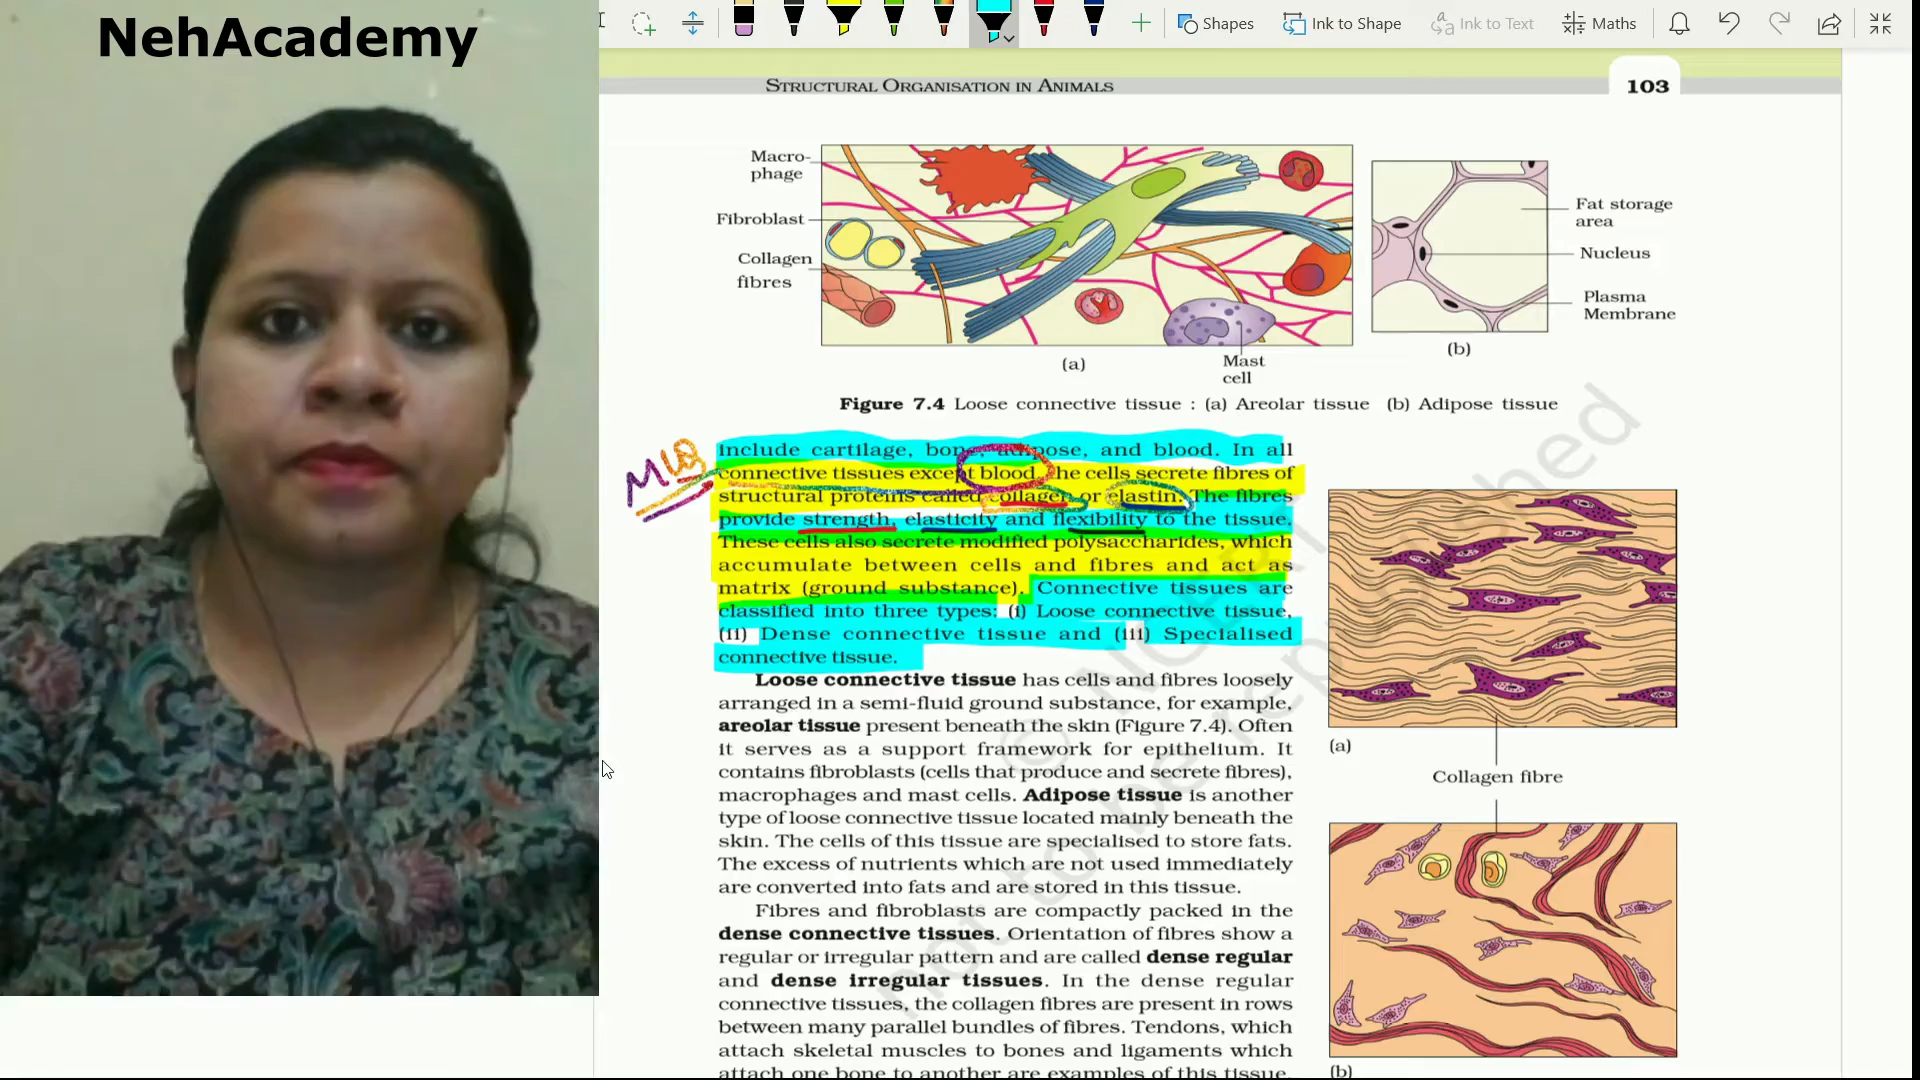 NehAcademy
Shapes
Ink to Shape
Ink to Text
Maths
STRUCTURAL ORGANISATION IN ANIMALS
103
Macro-
phage
Fibroblast
Collagen
fibres
Mast
cell
(a)
Fat storage
area
Nucleus
Plasma
Membrane
(b)
Figure 7.4 Loose connective tissue : (a) Areolar tissue (b) Adipose tissue
MCQ
include cartilage, bone, adipose, and blood. In all
connective tissues except blood, the cells secrete fibres of
structural proteins called collagen or elastin. The fibres
provide strength, elasticity and flexibility to the tissue.
These cells also secrete modified polysaccharides, which
accumulate between cells and fibres and act as
matrix (ground substance). Connective tissues are
classified into three types: (i) Loose connective tissue,
(ii) Dense connective tissue and (iii) Specialised
connective tissue.
Loose connective tissue has cells and fibres loosely
arranged in a semi-fluid ground substance, for example,
areolar tissue present beneath the skin (Figure 7.4). Often
it serves as a support framework for epithelium. It
contains fibroblasts (cells that produce and secrete fibres),
macrophages and mast cells. Adipose tissue is another
type of loose connective tissue located mainly beneath the
skin. The cells of this tissue are specialised to store fats.
The excess of nutrients which are not used immediately
are converted into fats and are stored in this tissue.
Fibres and fibroblasts are compactly packed in the
dense connective tissues. Orientation of fibres show a
regular or irregular pattern and are called dense regular
and dense irregular tissues. In the dense regular
connective tissues, the collagen fibres are present in rows
between many parallel bundles of fibres. Tendons, which
attach skeletal muscles to bones and ligaments which
attach one bone to another are examples of this tissue.
(a)
Collagen fibre
(b)
not to be republished